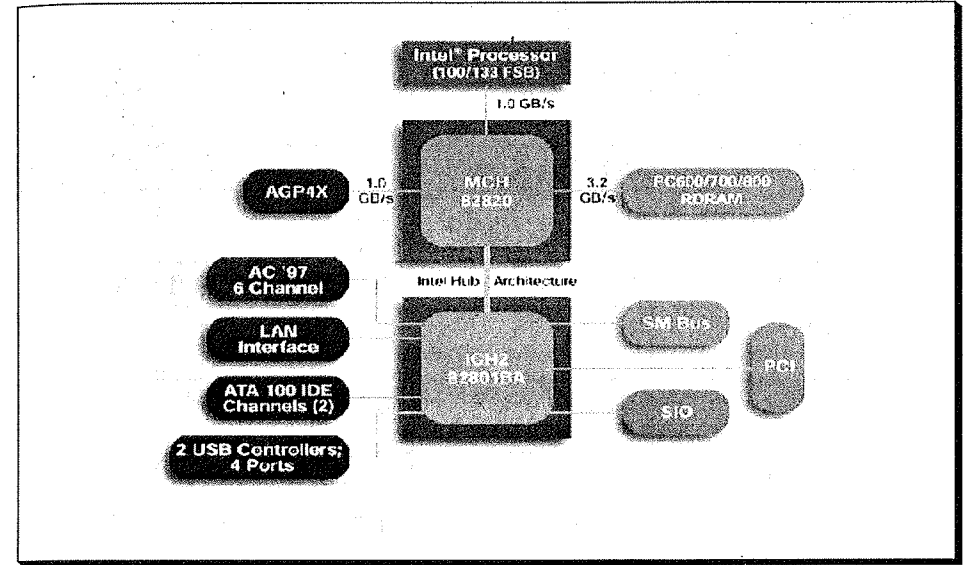 Intel® Processor
(100/133 FSB)
1.0 GB/s
AGP4X
1.0
GB/s
MCH
82820
3.2
GB/s
PC600/700/800
RDRAM
AC '97
6 Channel
Intel Hub Architecture
LAN
Interface
ICH2
82801BA
SM Bus
PCI
ATA 100 IDE
Channels (2)
SIO
2 USB Controllers;
4 Ports